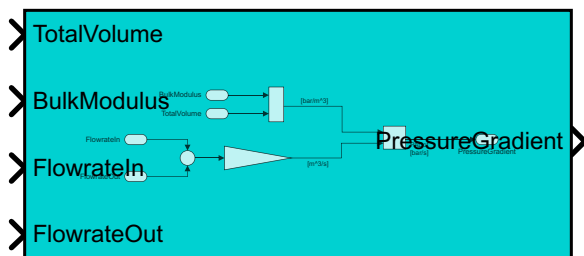 TotalVolume
BulkModulus
FlowrateIn
FlowrateOut
PressureGradient
BulkModulus
TotalVolume
[bar/m^3]
FlowrateIn
FlowrateOut
[m^3/s]
[bar/s]
PressureGradient